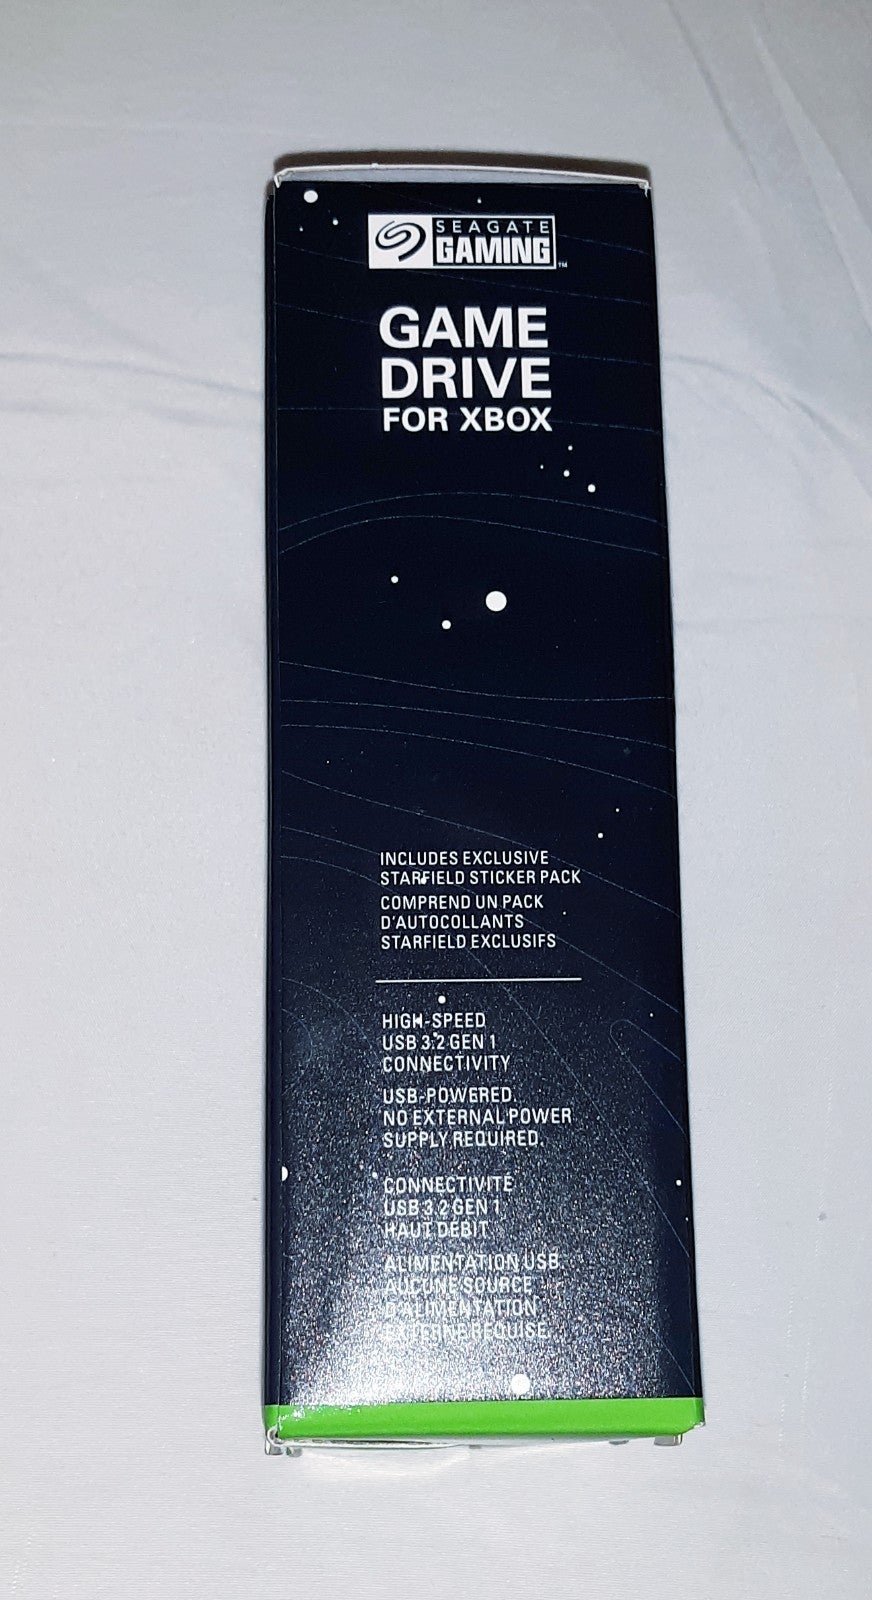 SEAGATE
GAMING™
GAME
DRIVE
FOR XBOX
INCLUDES EXCLUSIVE
STARFIELD STICKER PACK
COMPREND UN PACK
D'AUTOCOLLANTS
STARFIELD EXCLUSIFS
HIGH-SPEED
USB 3.2 GEN 1
CONNECTIVITY
USB-POWERED.
NO EXTERNAL POWER
SUPPLY REQUIRED.
CONNECTIVITÉ
USB 3.2 GEN 1
HAUT DÉBIT
ALIMENTATION USB.
AUCUNE SOURCE
D'ALIMENTATION
EXTERNE REQUISE.